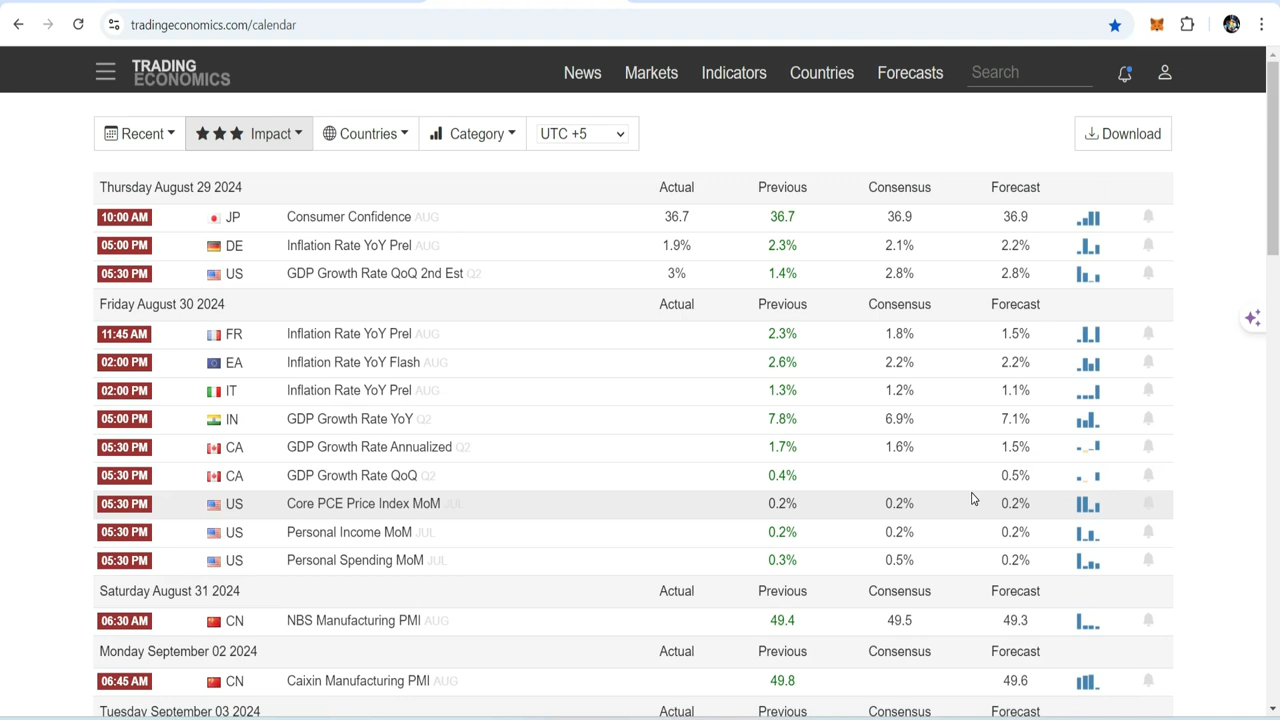 tradingeconomics.com/calendar
TRADING
ECONOMICS
News Markets Indicators Countries Forecasts Search
Recent Impact Countries Category UTC +5 Download
Thursday August 29 2024 Actual Previous Consensus Forecast
10:00 AM JP Consumer Confidence AUG 36.7 36.7 36.9 36.9
05:00 PM DE Inflation Rate YoY Prel AUG 1.9% 2.3% 2.1% 2.2%
05:30 PM US GDP Growth Rate QoQ 2nd Est Q2 3% 1.4% 2.8% 2.8%
Friday August 30 2024 Actual Previous Consensus Forecast
11:45 AM FR Inflation Rate YoY Prel AUG 2.3% 1.8% 1.5%
02:00 PM EA Inflation Rate YoY Flash AUG 2.6% 2.2% 2.2%
02:00 PM IT Inflation Rate YoY Prel AUG 1.3% 1.2% 1.1%
05:00 PM IN GDP Growth Rate YoY Q2 7.8% 6.9% 7.1%
05:30 PM CA GDP Growth Rate Annualized Q2 1.7% 1.6% 1.5%
05:30 PM CA GDP Growth Rate QoQ Q2 0.4% 0.5%
05:30 PM US Core PCE Price Index MoM JUL 0.2% 0.2% 0.2%
05:30 PM US Personal Income MoM JUL 0.2% 0.2% 0.2%
05:30 PM US Personal Spending MoM JUL 0.3% 0.5% 0.2%
Saturday August 31 2024 Actual Previous Consensus Forecast
06:30 AM CN NBS Manufacturing PMI AUG 49.4 49.5 49.3
Monday September 02 2024 Actual Previous Consensus Forecast
06:45 AM CN Caixin Manufacturing PMI AUG 49.8 49.6
Tuesday September 03 2024 Actual Previous Consensus Forecast